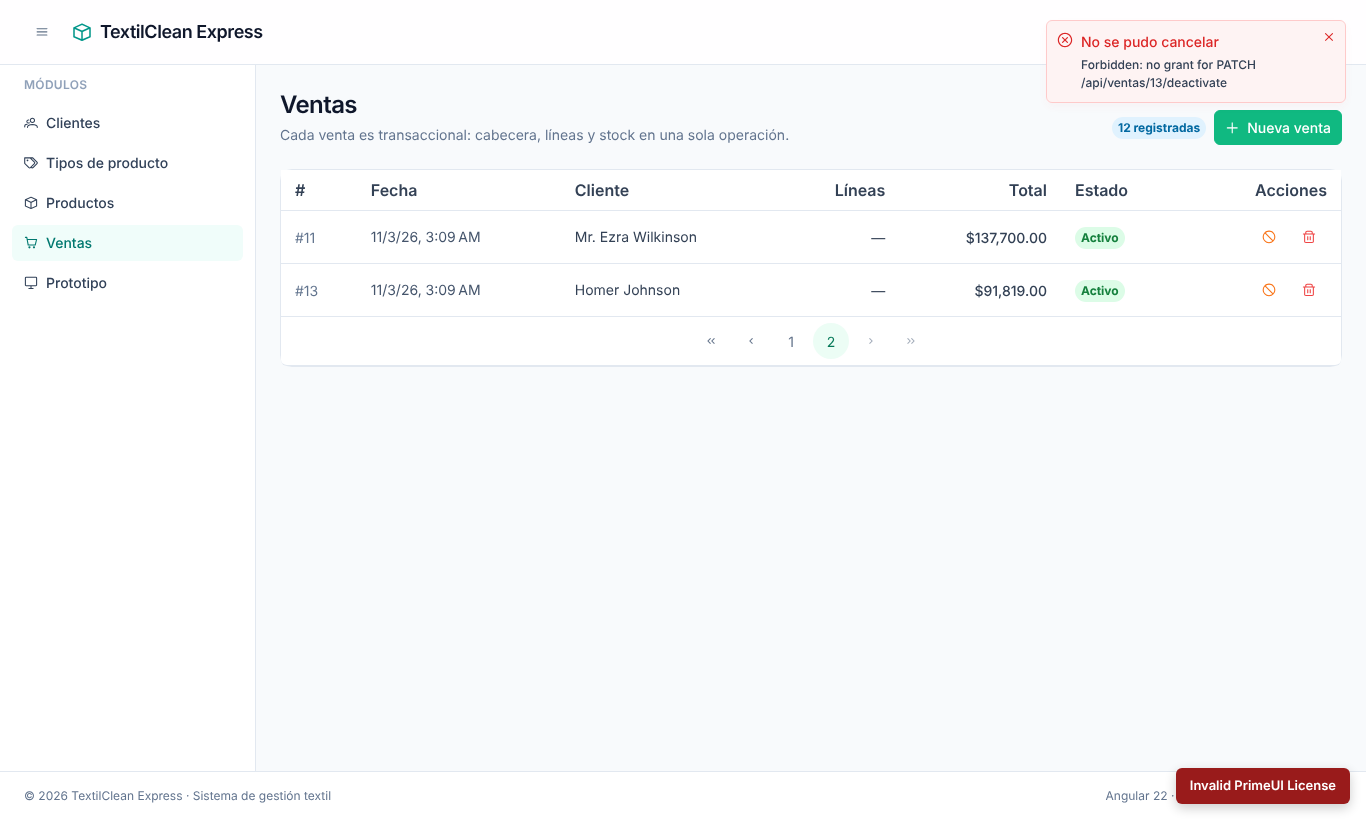 TextilClean Express
No se pudo cancelar
Forbidden: no grant for PATCH
/api/ventas/13/deactivate
MÓDULOS
Clientes
Tipos de producto
Productos
Ventas
Prototipo
Ventas
Cada venta es transaccional: cabecera, líneas y stock en una sola operación.
12 registradas
Nueva venta
# Fecha Cliente Líneas Total Estado Acciones
#11 11/3/26, 3:09 AM Mr. Ezra Wilkinson — $137,700.00 Activo
#13 11/3/26, 3:09 AM Homer Johnson — $91,819.00 Activo
« ‹ 1 2 › »
© 2026 TextilClean Express · Sistema de gestión textil
Angular 22 ·
Invalid PrimeUI License